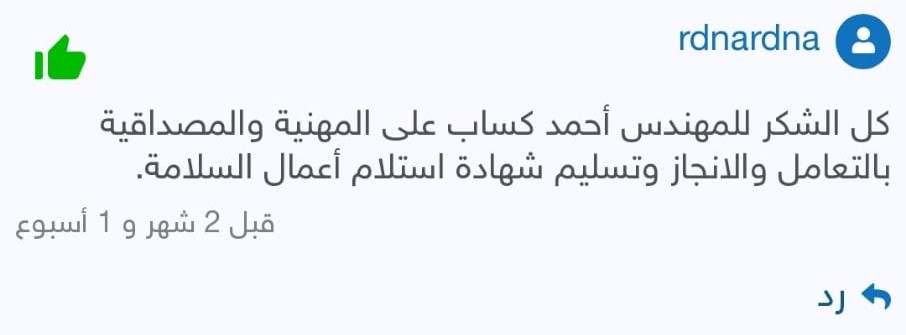 rdnardna
كل الشكر للمهندس أحمد كساب على المهنية والمصداقية
بالتعامل والانجاز وتسليم شهادة استلام أعمال السلامة.
قبل 2 شهر و 1 أسبوع
رد